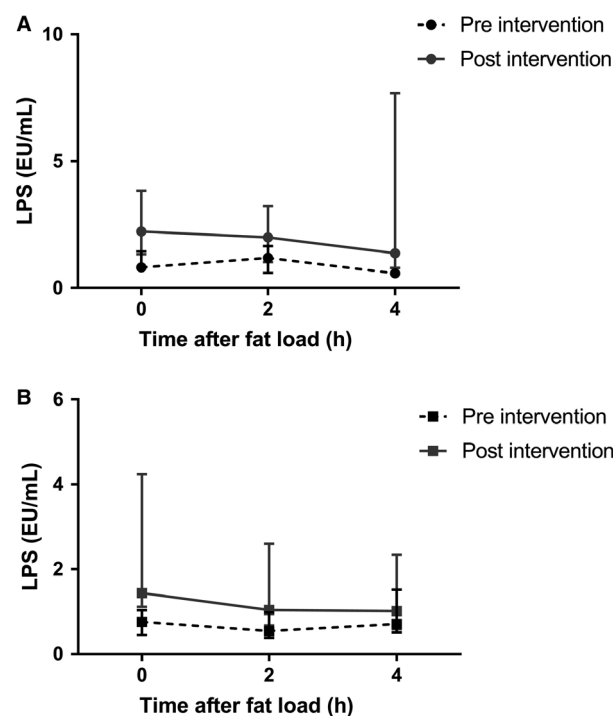 A
Pre intervention
Post intervention
10
5
0
LPS (EU/mL)
0 2 4
Time after fat load (h)
B
Pre intervention
Post intervention
6
4
2
0
LPS (EU/mL)
0 2 4
Time after fat load (h)